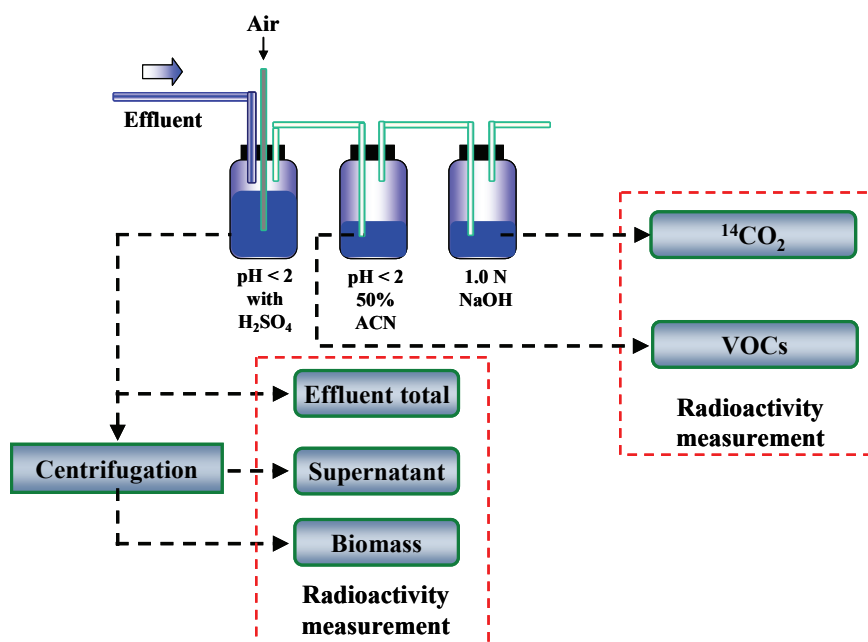 Air
Effluent
pH < 2
with
H₂SO₄
pH < 2
50%
ACN
1.0 N
NaOH
¹⁴CO₂
VOCs
Radioactivity
measurement
Effluent total
Centrifugation
Supernatant
Biomass
Radioactivity
measurement